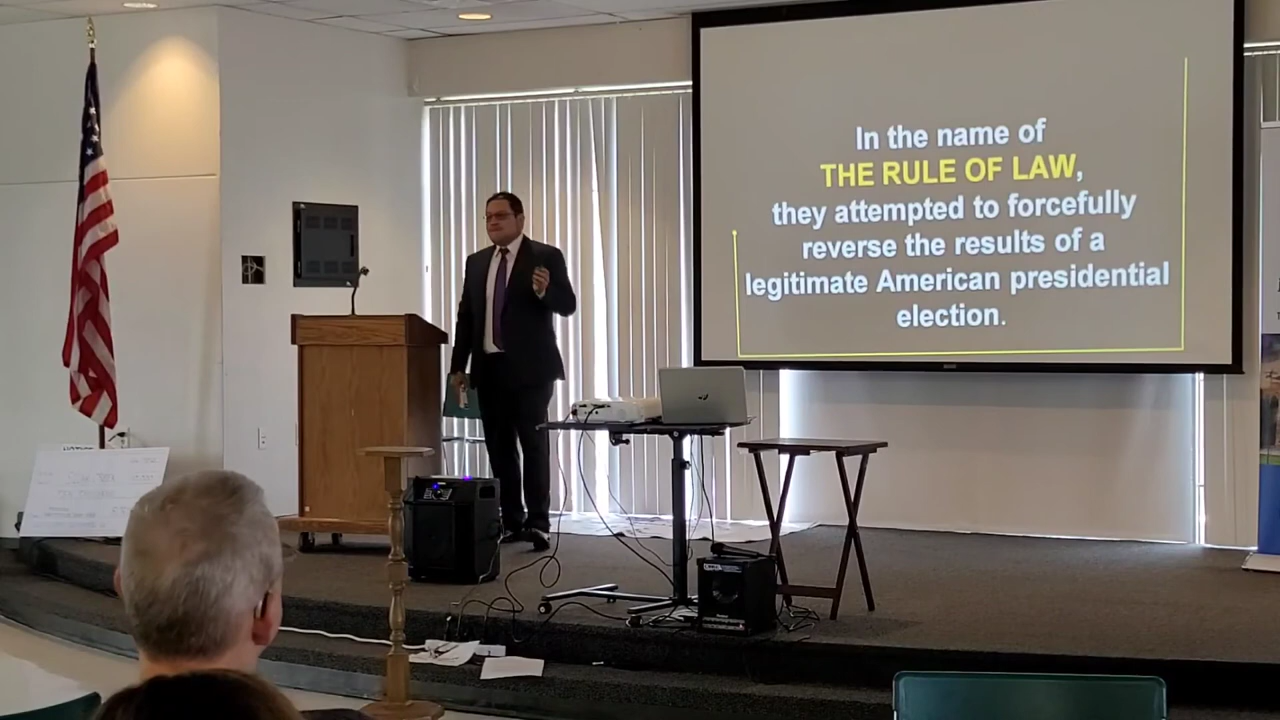 In the name of
THE RULE OF LAW,
they attempted to forcefully
reverse the results of a
legitimate American presidential
election.